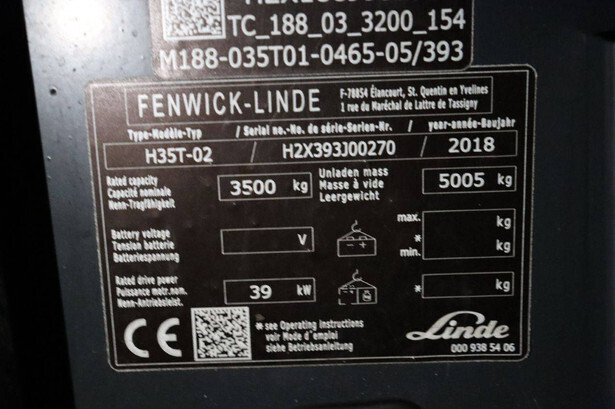 TC_188_03_3200_154
M188-035T01-0465-05/393
FENWICK-LINDE
F-78854 Élancourt, St. Quentin en Yvelines
1 rue de Maréchal de Lattre de Tassigny
Type-Modèle-Typ / Serial no.-No. de série-Serien-Nr. / year-année-Baujahr
H35T-02 / H2X393J00270 / 2018
Rated capacity
Capacité nominale
Nenn-Tragfähigkeit
3500 kg
Unladen mass
Masse à vide
Leergewicht
5005 kg
Battery voltage
Tension batterie
Batteriespannung
V
max. kg
*
min. kg
Rated drive power
Puissance motr.nom.
Nenn-Antriebsleist.
39 kW
* kg
CE
* see Operating instructions
voir Mode d'emploi
siehe Betriebsanleitung
Linde
000 938 54 06